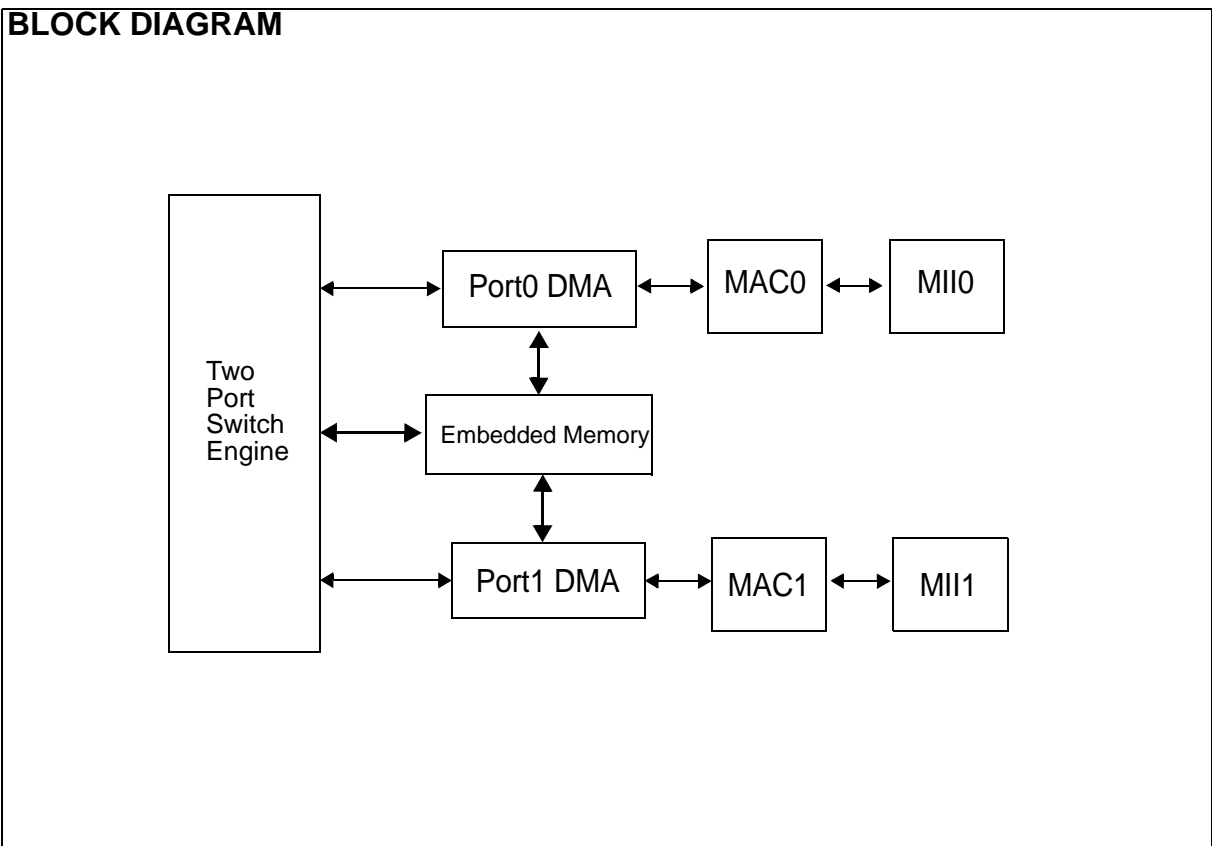 BLOCK DIAGRAM
Port0 DMA
MAC0
MII0
Two
Port
Switch
Engine
Embedded Memory
Port1 DMA
MAC1
MII1